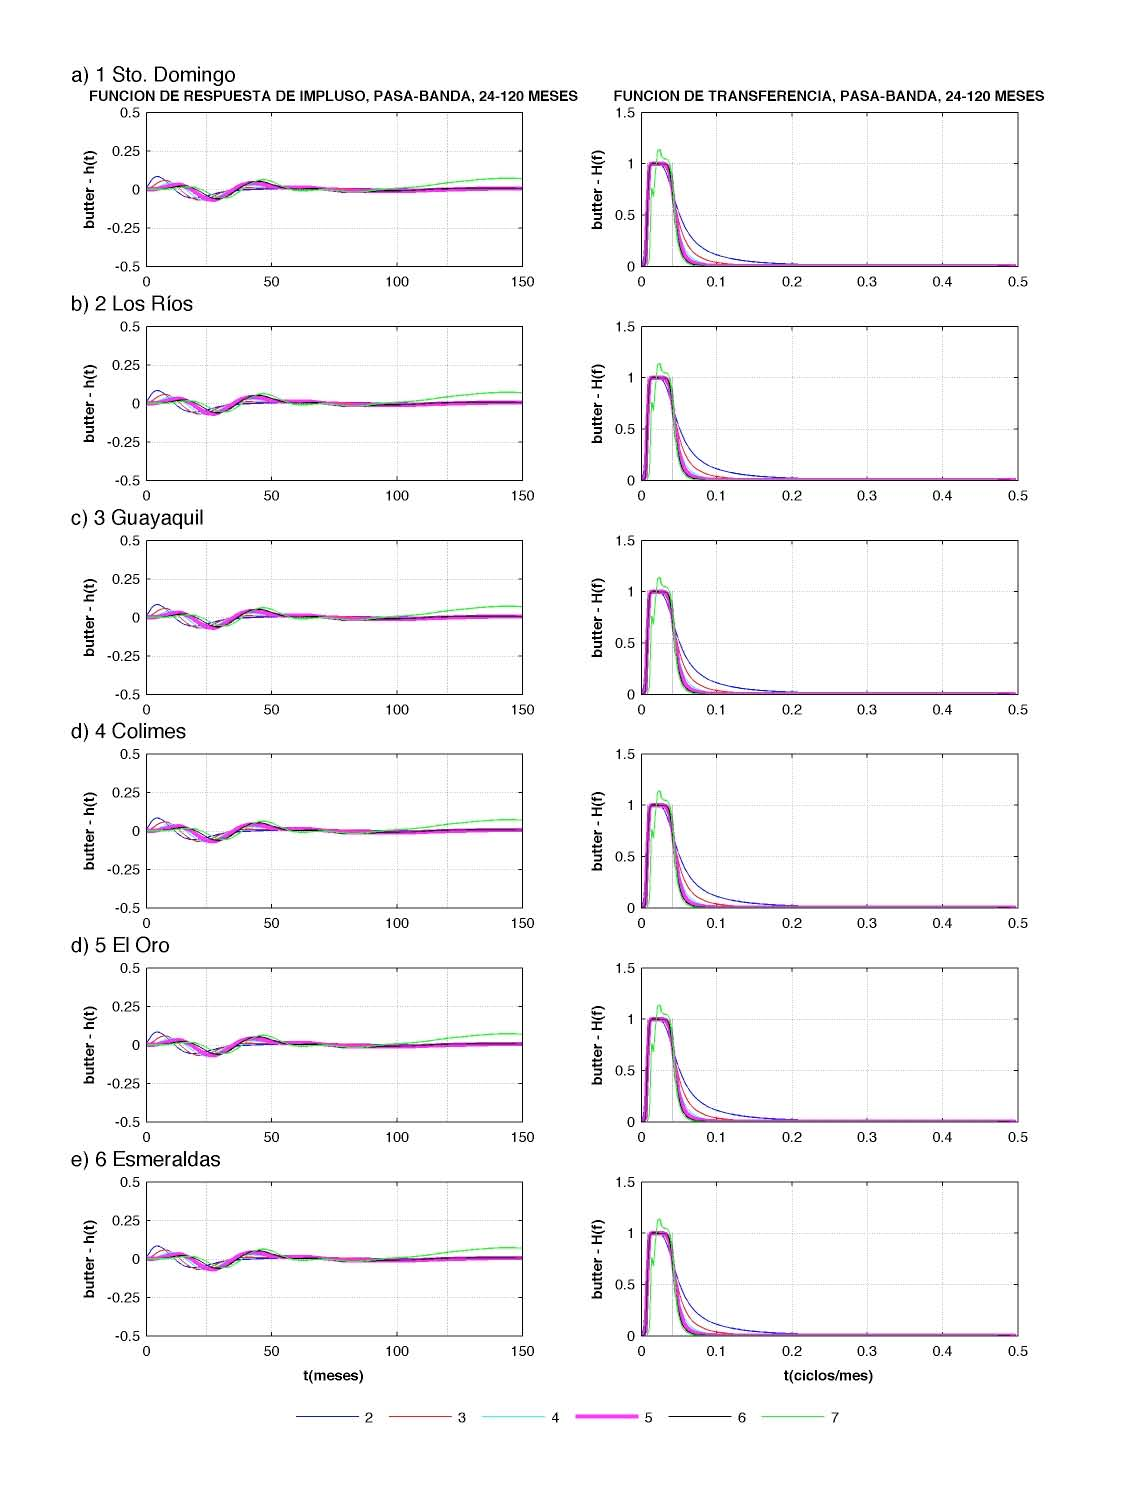 a) 1 Sto. Domingo
FUNCION DE RESPUESTA DE IMPLUSO, PASA-BANDA, 24-120 MESES
FUNCION DE TRANSFERENCIA, PASA-BANDA, 24-120 MESES
0.5
0.25
0
-0.25
-0.5
butter - h(t)
0 50 100 150
1.5
1
0.5
0
butter - H(f)
0 0.1 0.2 0.3 0.4 0.5
b) 2 Los Ríos
0.5
0.25
0
-0.25
-0.5
butter - h(t)
0 50 100 150
1.5
1
0.5
0
butter - H(f)
0 0.1 0.2 0.3 0.4 0.5
c) 3 Guayaquil
0.5
0.25
0
-0.25
-0.5
butter - h(t)
0 50 100 150
1.5
1
0.5
0
butter - H(f)
0 0.1 0.2 0.3 0.4 0.5
d) 4 Colimes
0.5
0.25
0
-0.25
-0.5
butter - h(t)
0 50 100 150
1.5
1
0.5
0
butter - H(f)
0 0.1 0.2 0.3 0.4 0.5
d) 5 El Oro
0.5
0.25
0
-0.25
-0.5
butter - h(t)
0 50 100 150
1.5
1
0.5
0
butter - H(f)
0 0.1 0.2 0.3 0.4 0.5
e) 6 Esmeraldas
0.5
0.25
0
-0.25
-0.5
butter - h(t)
0 50 100 150
t(meses)
1.5
1
0.5
0
butter - H(f)
0 0.1 0.2 0.3 0.4 0.5
t(ciclos/mes)
2 3 4 5 6 7